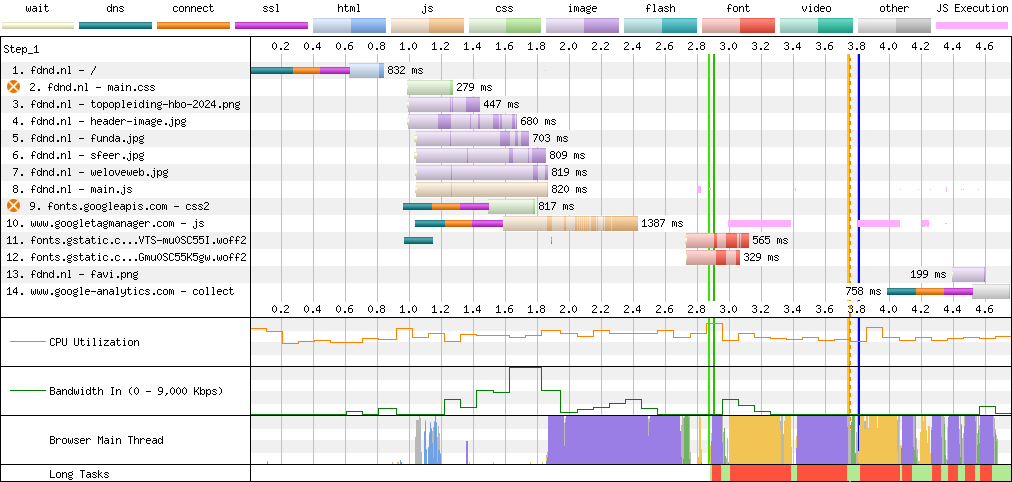 wait dns connect ssl html js css image flash font video other JS Execution
Step_1 0.2 0.4 0.6 0.8 1.0 1.2 1.4 1.6 1.8 2.0 2.2 2.4 2.6 2.8 3.0 3.2 3.4 3.6 3.8 4.0 4.2 4.4 4.6
1. fdnd.nl - / 832 ms
2. fdnd.nl - main.css 279 ms
3. fdnd.nl - topopleiding-hbo-2024.png 447 ms
4. fdnd.nl - header-image.jpg 680 ms
5. fdnd.nl - funda.jpg 703 ms
6. fdnd.nl - sfeer.jpg 809 ms
7. fdnd.nl - weloveweb.jpg 819 ms
8. fdnd.nl - main.js 820 ms
9. fonts.googleapis.com - css2 817 ms
10. www.googletagmanager.com - js 1387 ms
11. fonts.gstatic.c...VTS-mu0SC55I.woff2 565 ms
12. fonts.gstatic.c...Gmu0SC55K5gw.woff2 329 ms
13. fdnd.nl - favi.png 199 ms
14. www.google-analytics.com - collect 758 ms
0.2 0.4 0.6 0.8 1.0 1.2 1.4 1.6 1.8 2.0 2.2 2.4 2.6 2.8 3.0 3.2 3.4 3.6 3.8 4.0 4.2 4.4 4.6
CPU Utilization
Bandwidth In (0 - 9,000 Kbps)
Browser Main Thread
Long Tasks